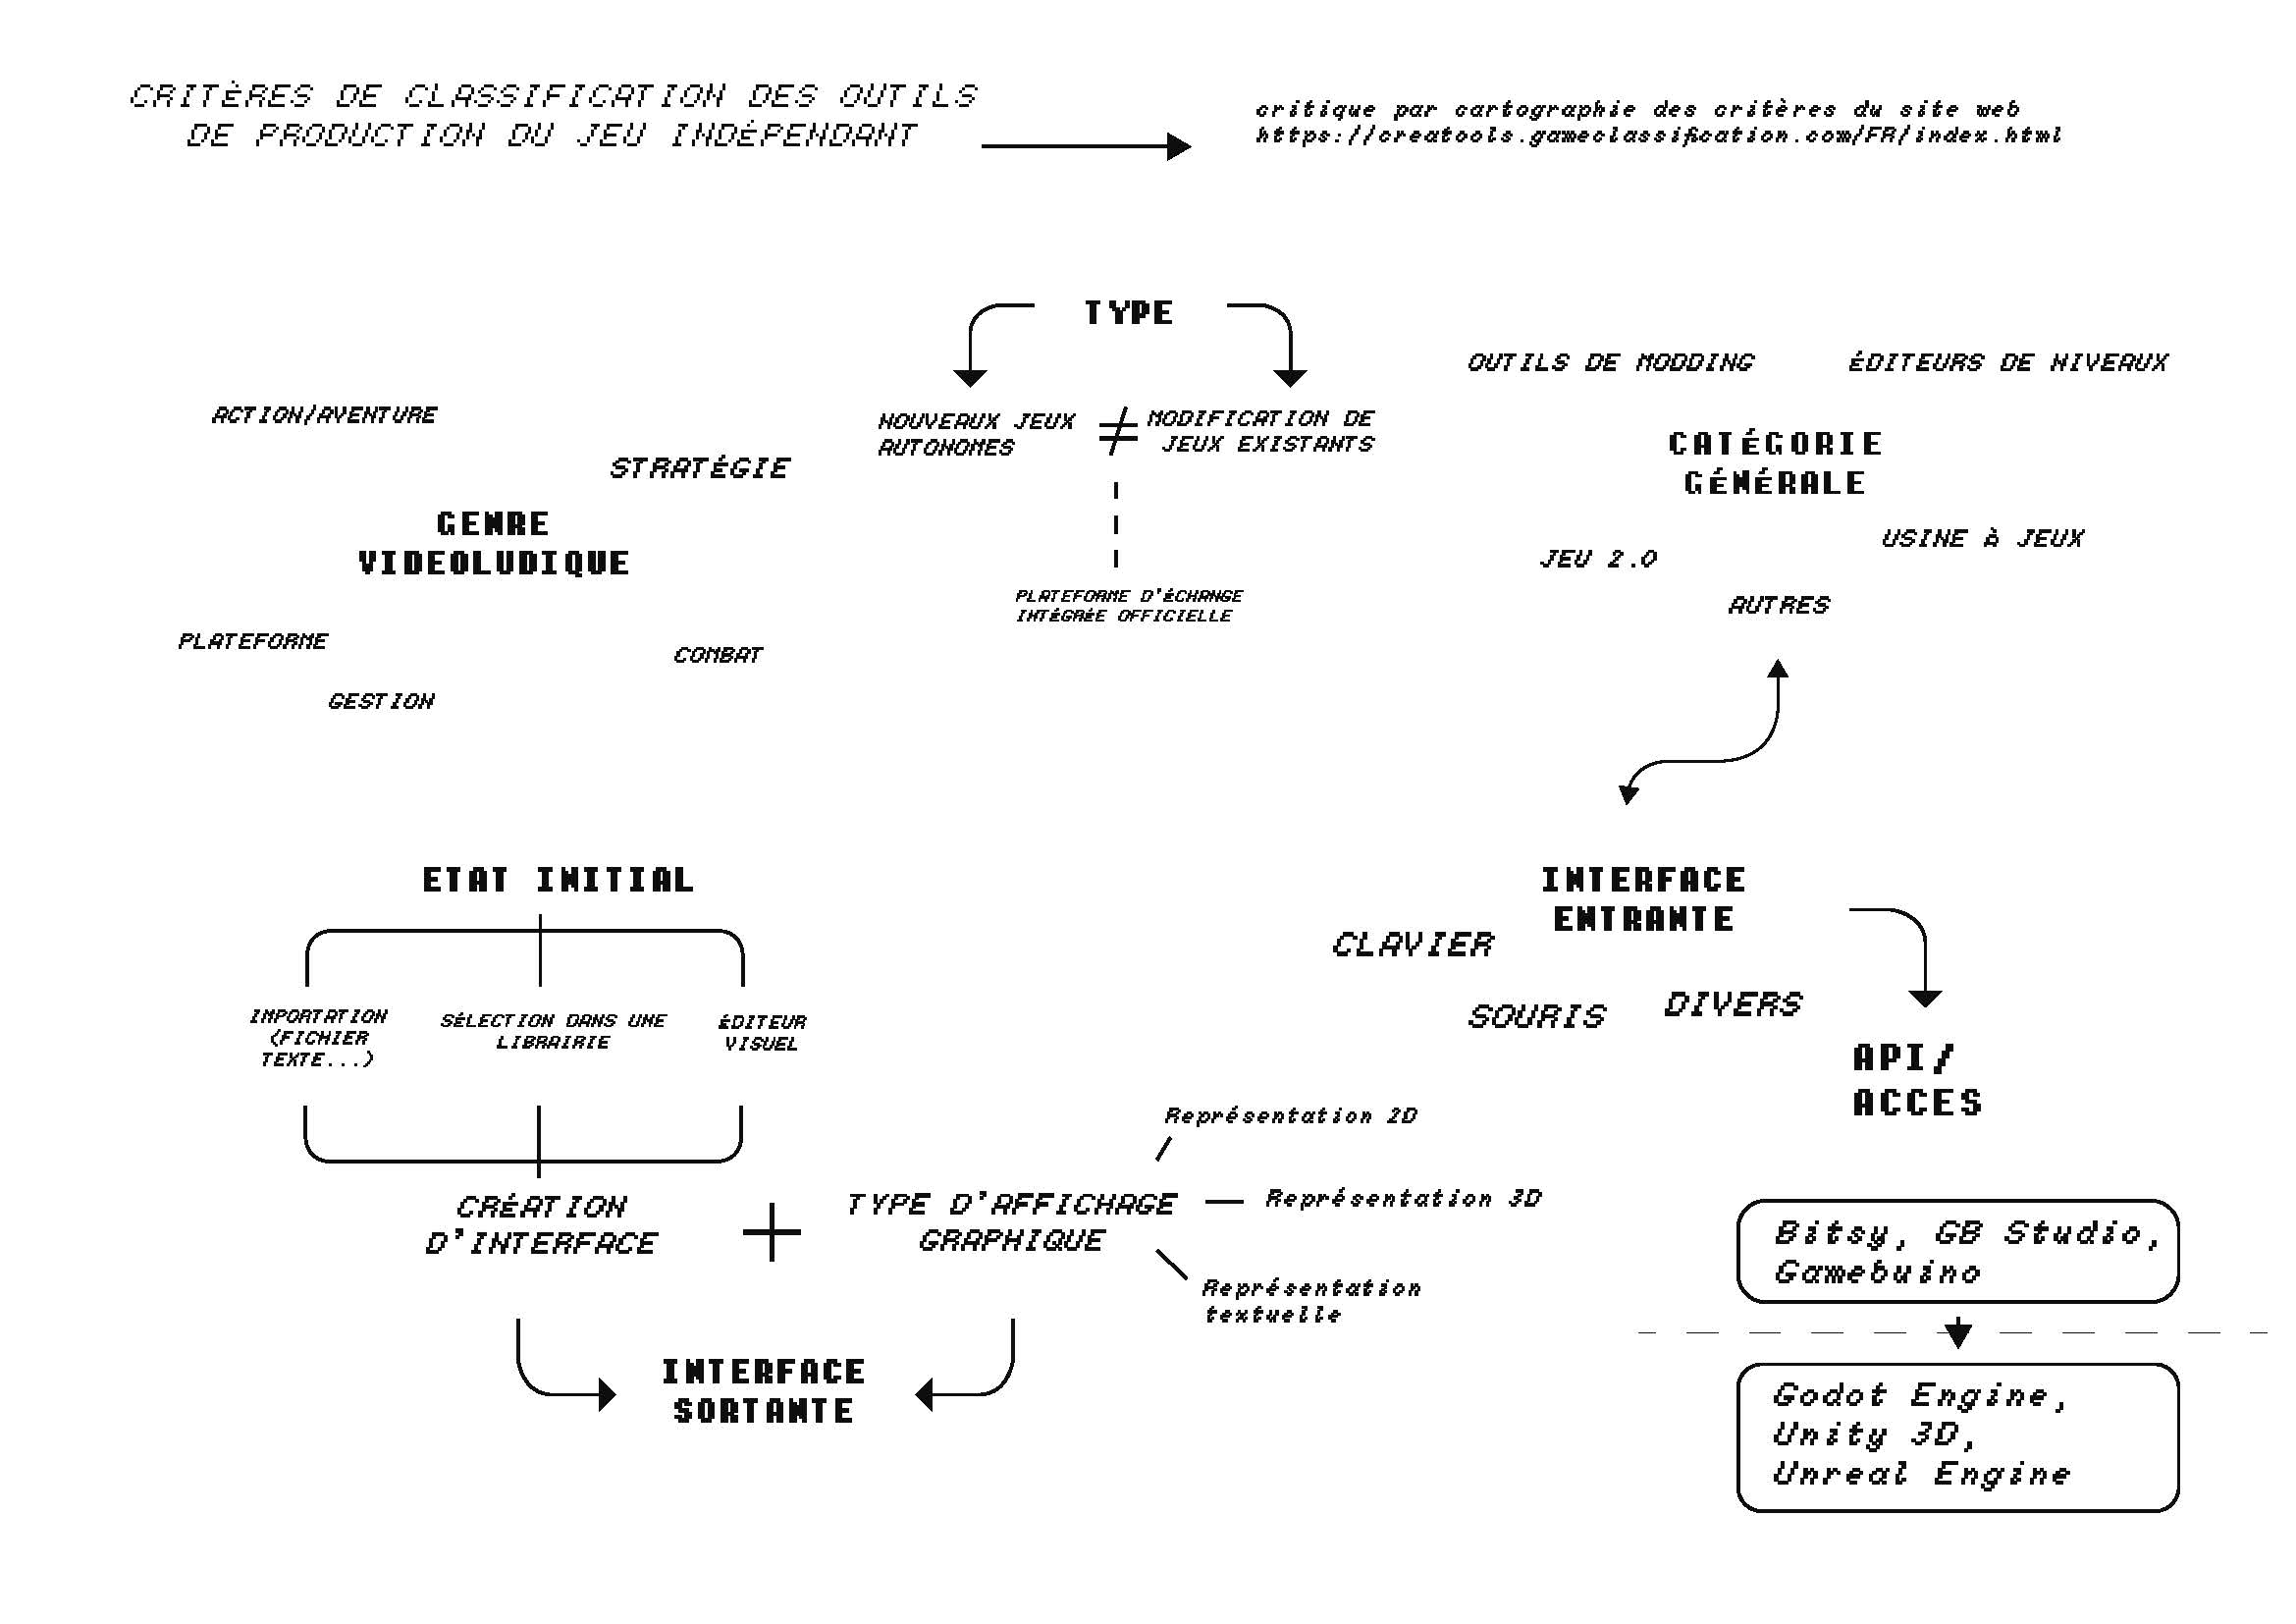 CRITÈRES DE CLASSIFICATION DES OUTILS
DE PRODUCTION DU JEU INDÉPENDANT
critique par cartographie des critères du site web
https://creatools.gameclassification.com/FR/index.html
TYPE
NOUVEAUX JEUX
AUTONOMES
≠
MODIFICATION DE
JEUX EXISTANTS
PLATEFORME D'ÉCHANGE
INTÉGRÉE OFFICIELLE
ACTION/AVENTURE
STRATÉGIE
GENRE
VIDEOLUDIQUE
PLATEFORME
COMBAT
GESTION
OUTILS DE MODDING
ÉDITEURS DE NIVEAUX
CATÉGORIE
GÉNÉRALE
USINE À JEUX
JEU 2.0
AUTRES
ETAT INITIAL
IMPORTATION
(FICHIER
TEXTE...)
SÉLECTION DANS UNE
LIBRAIRIE
ÉDITEUR
VISUEL
CRÉATION
D'INTERFACE
+
TYPE D'AFFICHAGE
GRAPHIQUE
Représentation 2D
Représentation 3D
Représentation
textuelle
INTERFACE
SORTANTE
INTERFACE
ENTRANTE
CLAVIER
SOURIS
DIVERS
API/
ACCES
Bitsy, GB Studio,
Gamebuino
Godot Engine,
Unity 3D,
Unreal Engine